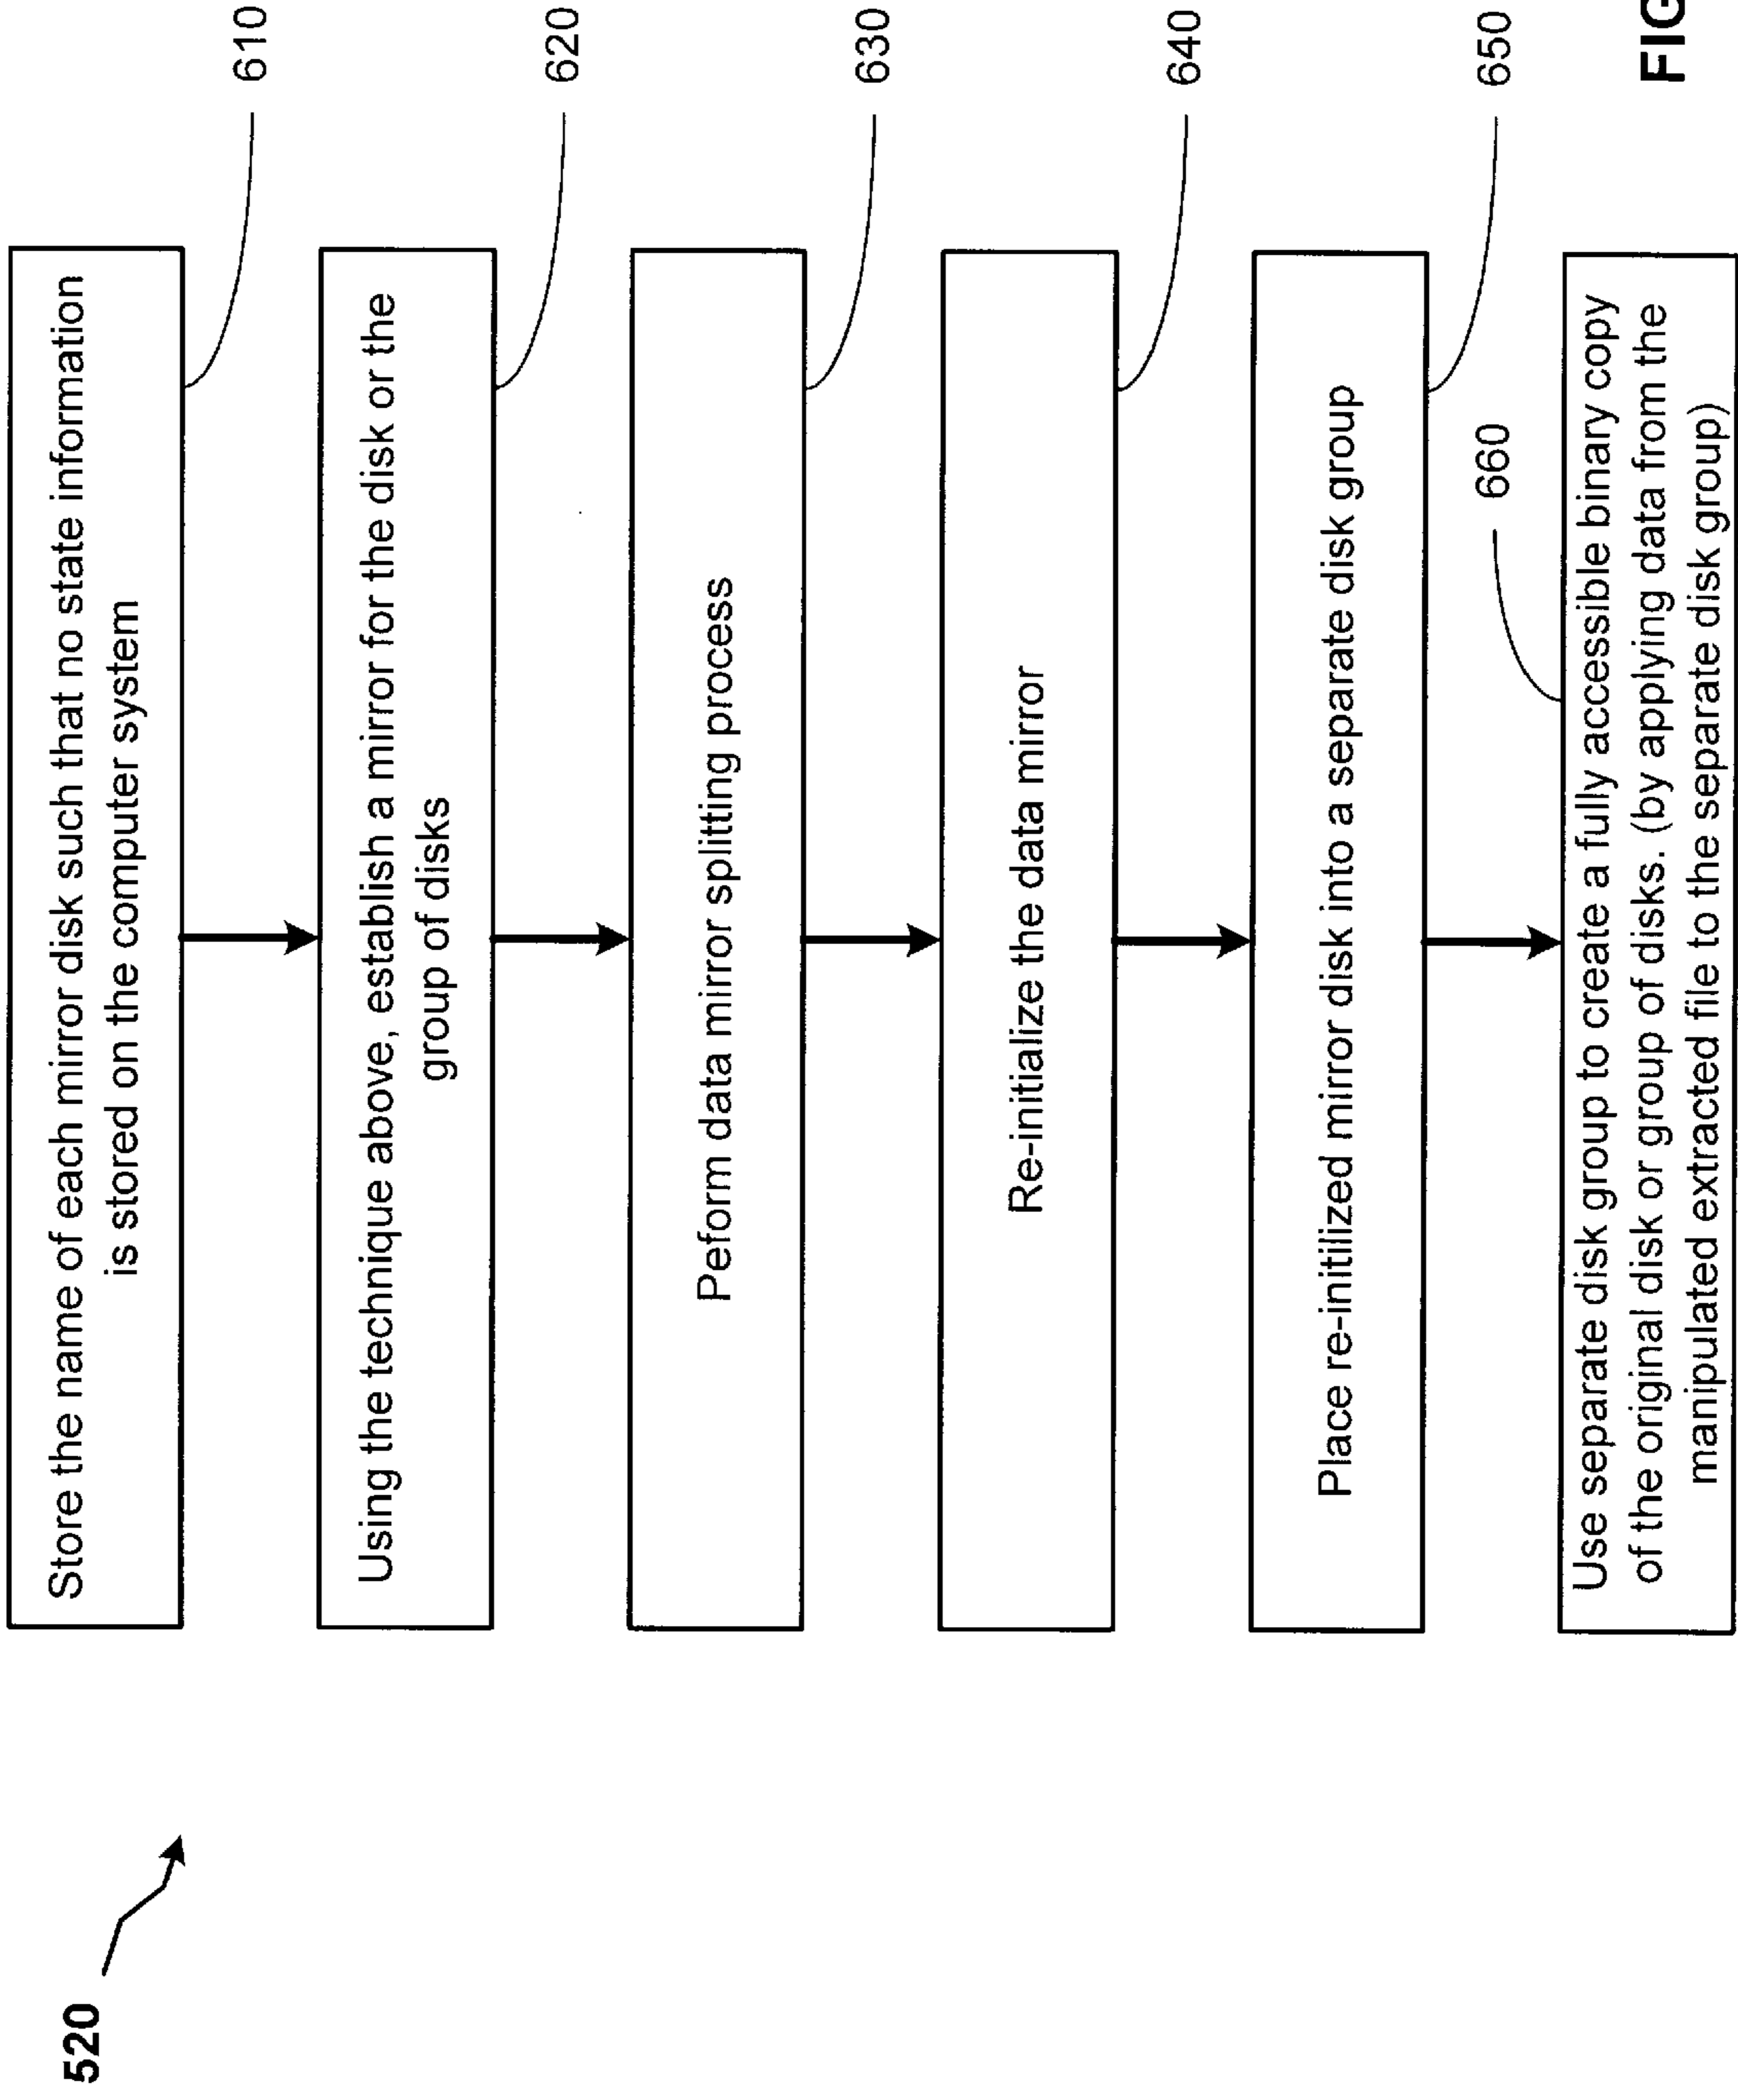 520
Store the name of each mirror disk such that no state information
is stored on the computer system
610
Using the technique above, establish a mirror for the disk or the
group of disks
620
Peform data mirror splitting process
630
Re-initialize the data mirror
640
Place re-initilized mirror disk into a separate disk group
650
Use separate disk group to create a fully accessible binary copy
of the original disk or group of disks. (by applying data from the
manipulated extracted file to the separate disk group)
660
FIG